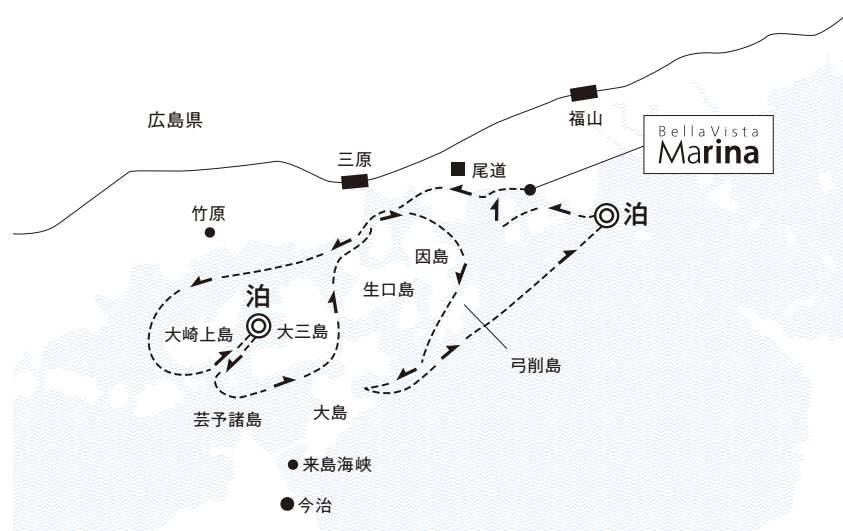 広島県
福山
BellaVista
Marina
三原
尾道
竹原
泊
因島
生口島
泊
大崎上島
大三島
弓削島
芸予諸島
大島
来島海峡
今治